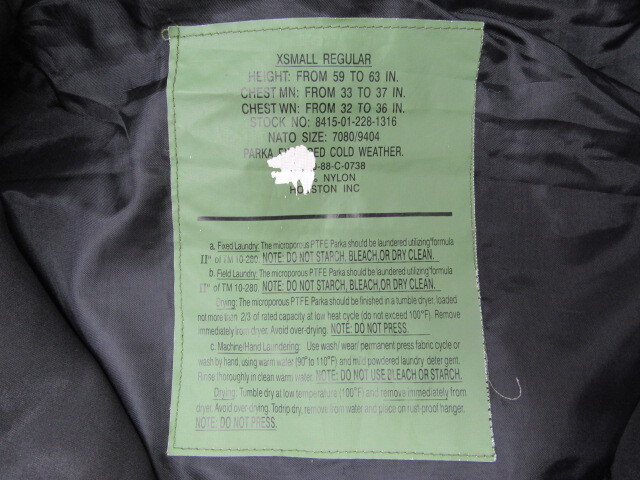 XSMALL REGULAR
HEIGHT: FROM 59 TO 63 IN.
CHEST MN: FROM 33 TO 37 IN.
CHEST WN: FROM 32 TO 36 IN.
STOCK NO: 8415-01-228-1316
NATO SIZE: 7080/9404
PARKA COLD WEATHER.
-88-C-0738
NYLON
HOUSTON INC
a. Fixed Laundry: The microporous PTFE Parka should be laundered utilizing formula
II" of TM 10-280. NOTE: DO NOT STARCH, BLEACH, OR DRY CLEAN.
b. Field Laundry: The microporous PTFE Parka should be laundered utilizing formula
II" of TM 10-280. NOTE: DO NOT STARCH, BLEACH, OR DRY CLEAN.
Drying: The microporous PTFE Parka should be finished in a tumble dryer, loaded
not more than 2/3 of rated capacity at low heat cycle (do not exceed 100°F). Remove
immediately from dryer. Avoid over-drying. NOTE: DO NOT PRESS.
c. Machine/Hand Laundering: Use wash/wear/ permanent press fabric cycle or
wash by hand, using warm water (90° to 110°F) and mild powdered laundry deter gent.
Rinse thoroughly in clean warm water. NOTE: DO NOT USE BLEACH OR STARCH.
Drying: Tumble dry at low temperature (100°F) and remove immediately from
dryer. Avoid over-drying. To drip dry, remove from water and place on rust-proof hanger.
NOTE: DO NOT PRESS.